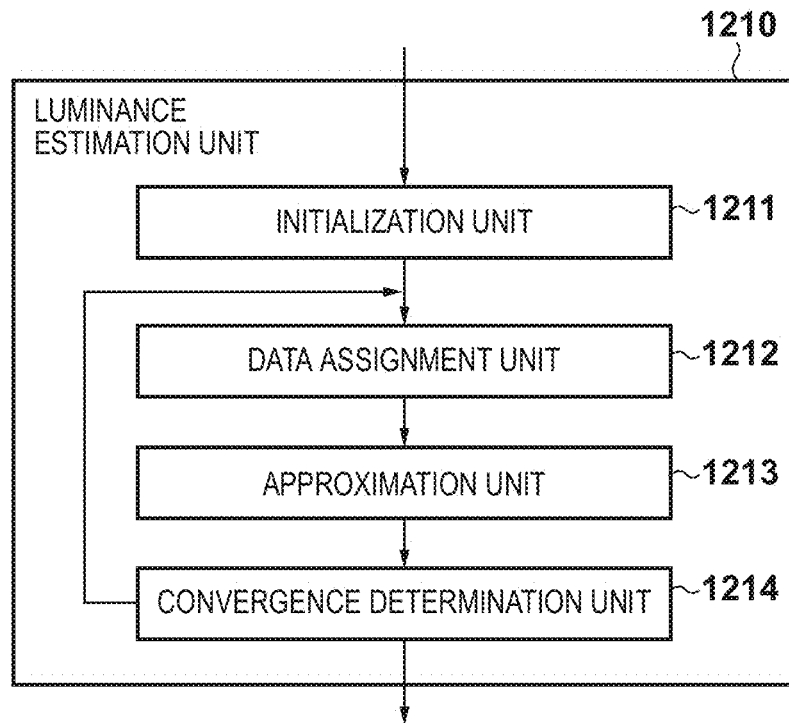 1210
LUMINANCE
ESTIMATION UNIT
INITIALIZATION UNIT
1211
DATA ASSIGNMENT UNIT
1212
APPROXIMATION UNIT
1213
CONVERGENCE DETERMINATION UNIT
1214